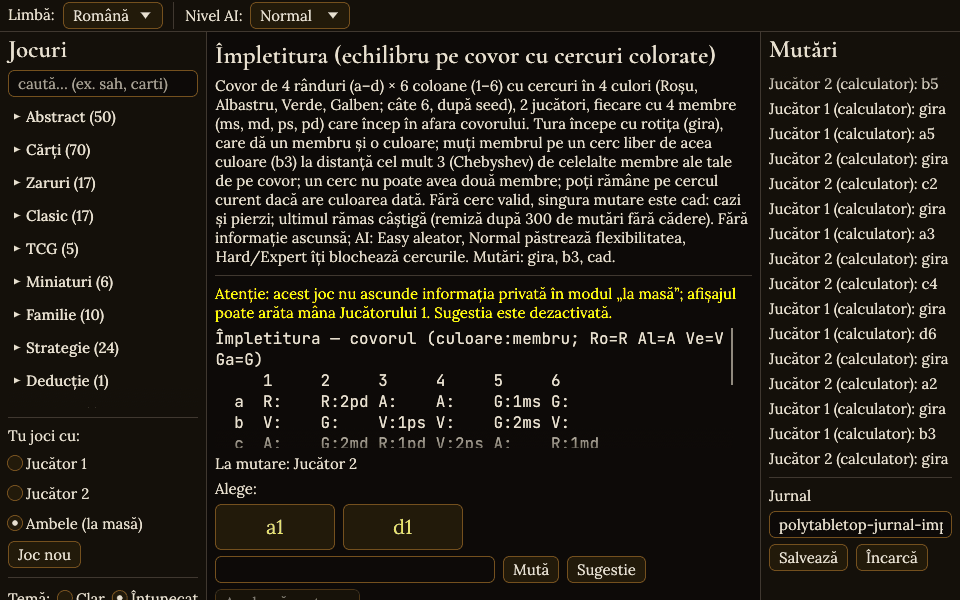 Limbă: Română ▼ Nivel AI: Normal ▼
Jocuri
caută... (ex. sah, carti)
▸ Abstract (50)
▸ Cărți (70)
▸ Zaruri (17)
▸ Clasic (17)
▸ TCG (5)
▸ Miniaturi (6)
▸ Familie (10)
▸ Strategie (24)
▸ Deducție (1)
Tu joci cu:
Jucător 1
Jucător 2
Ambele (la masă)
Joc nou
Temă: Clar Întunecat
Împletitura (echilibru pe covor cu cercuri colorate)
Covor de 4 rânduri (a–d) × 6 coloane (1–6) cu cercuri în 4 culori (Roșu,
Albastru, Verde, Galben; câte 6, după seed), 2 jucători, fiecare cu 4 membre
(ms, md, ps, pd) care încep în afara covorului. Tura începe cu rotița (gira),
care dă un membru și o culoare; muți membrul pe un cerc liber de acea
culoare (b3) la distanță cel mult 3 (Chebyshev) de celelalte membre ale tale
de pe covor; un cerc nu poate avea două membre; poți rămâne pe cercul
curent dacă are culoarea dată. Fără cerc valid, singura mutare este cad: cazi
și pierzi; ultimul rămas câștigă (remiză după 300 de mutări fără cădere). Fără
informație ascunsă; AI: Easy aleator, Normal păstrează flexibilitatea,
Hard/Expert îți blochează cercurile. Mutări: gira, b3, cad.
Atenție: acest joc nu ascunde informația privată în modul „la masă”; afișajul
poate arăta mâna Jucătorului 1. Sugestia este dezactivată.
Împletitura — covorul (culoare:membru; Ro=R Al=A Ve=V
Ga=G)
1 2 3 4 5 6
a R: R:2pd A: A: G:1ms G:
b V: G: V:1ps V: G:2ms V:
c A: G:2md R:1pd V:2ps A: R:1md
La mutare: Jucător 2
Alege:
a1 d1
Mută Sugestie
Mutări
Jucător 2 (calculator): b5
Jucător 1 (calculator): gira
Jucător 1 (calculator): a5
Jucător 2 (calculator): gira
Jucător 2 (calculator): c2
Jucător 1 (calculator): gira
Jucător 1 (calculator): a3
Jucător 2 (calculator): gira
Jucător 2 (calculator): c4
Jucător 1 (calculator): gira
Jucător 1 (calculator): d6
Jucător 2 (calculator): gira
Jucător 2 (calculator): a2
Jucător 1 (calculator): gira
Jucător 1 (calculator): b3
Jucător 2 (calculator): gira
Jurnal
polytabletop-jurnal-imp
Salvează Încarcă